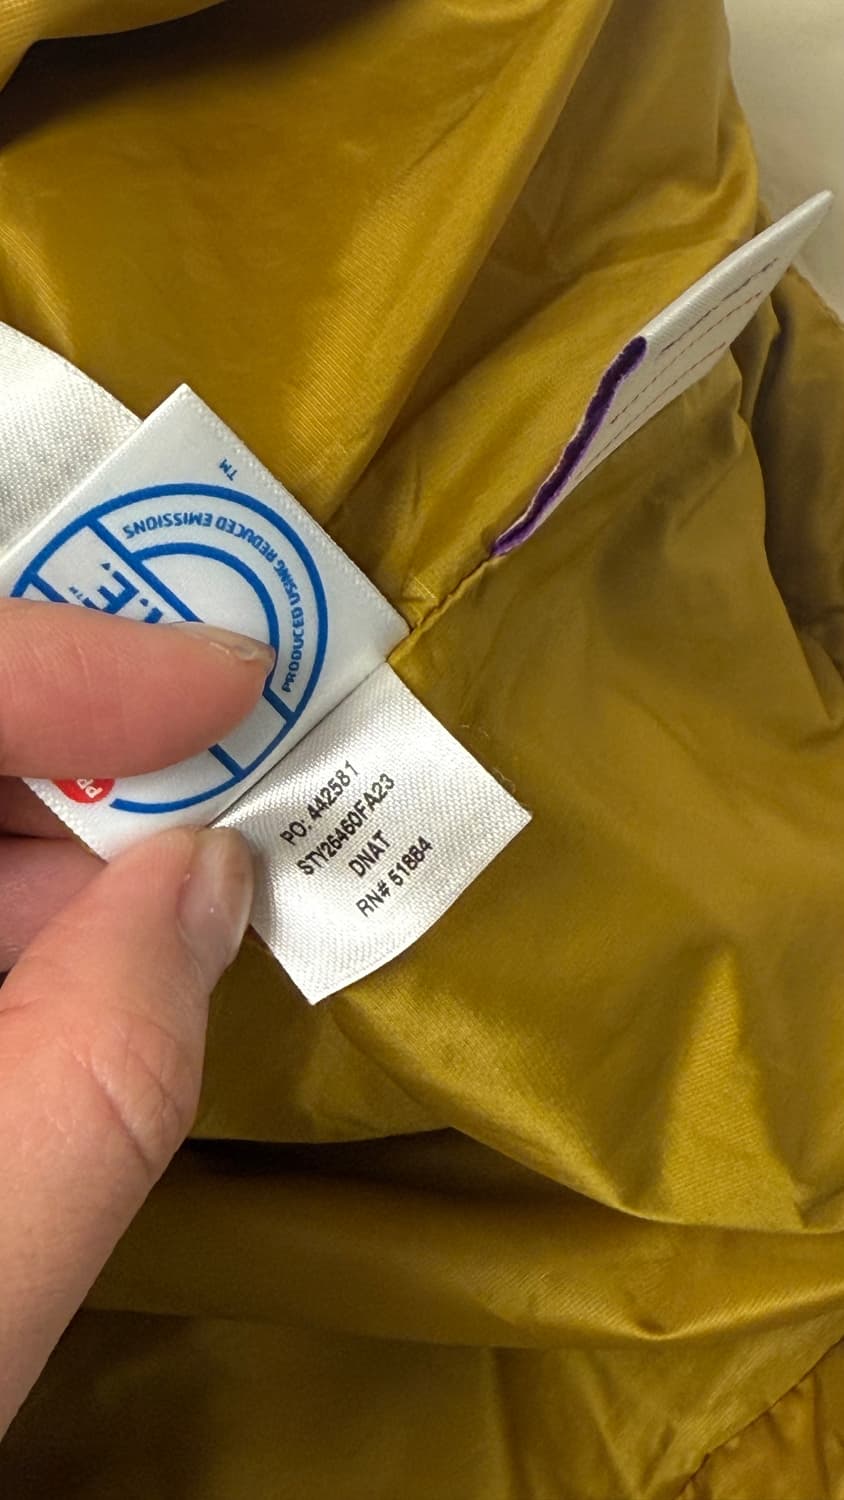 ™
PRODUCED USING REDUCED EMISSIONS
PO: 442581
STY26460FA23
DNAT
RN# 51884